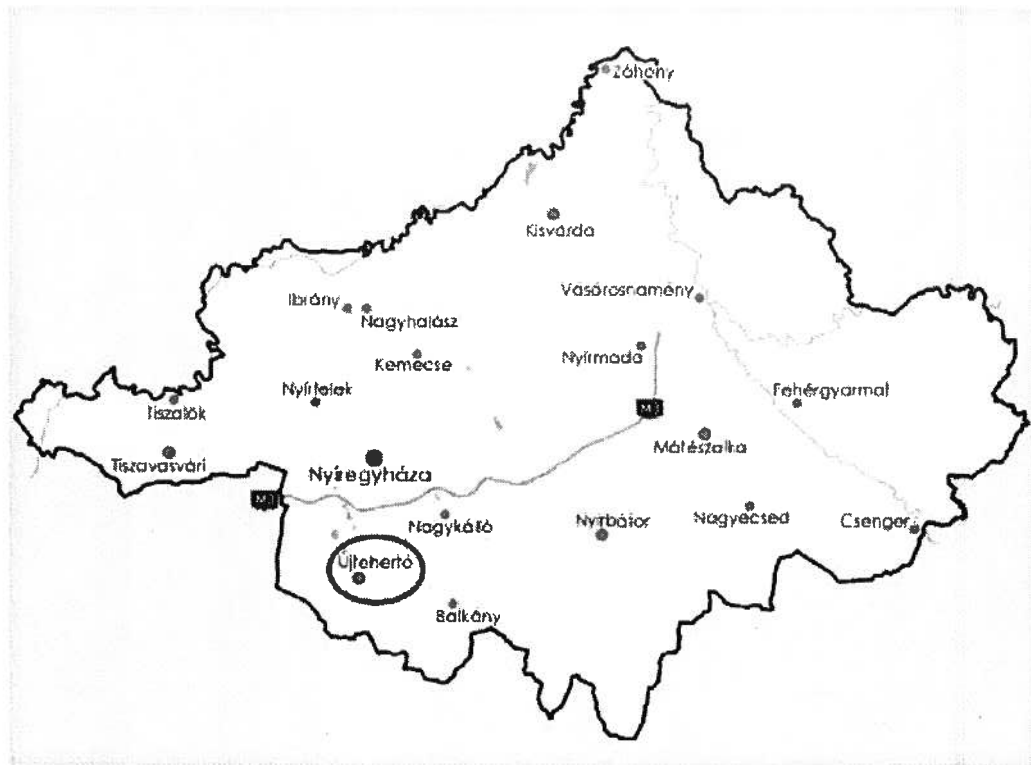 Záhony
Kisvárda
Vásárosnamény
Ibrány
Nagyhalász
Kemecse
Nyírmada
Nyírtelek
Fehérgyarmat
Tiszalök
M3
Mátészalka
Tiszavasvári
Nyíregyháza
M3
Nagykálló
Nyírbátor
Nagyecsed
Csenger
Újfehértó
Balkány